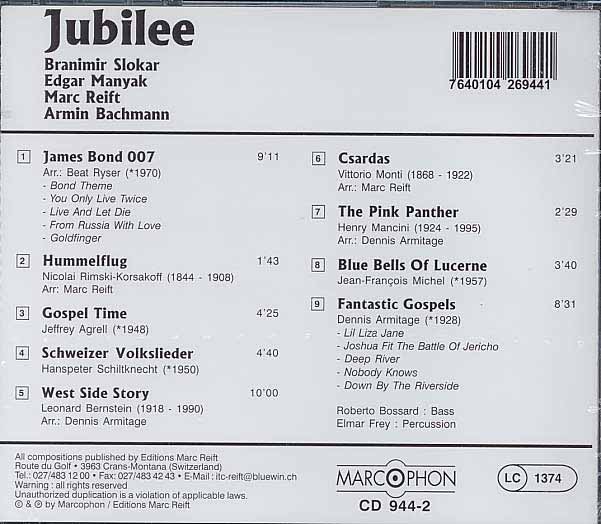 Jubilee
Branimir Slokar
Edgar Manyak
Marc Reift
Armin Bachmann
7640104 269441
1 James Bond 007 9'11
Arr.: Beat Ryser (*1970)
- Bond Theme
- You Only Live Twice
- Live And Let Die
- From Russia With Love
- Goldfinger
2 Hummelflug 1'43
Nicolai Rimski-Korsakoff (1844 - 1908)
Arr: Marc Reift
3 Gospel Time 4'25
Jeffrey Agrell (*1948)
4 Schweizer Volkslieder 4'40
Hanspeter Schiltknecht (*1950)
5 West Side Story 10'00
Leonard Bernstein (1918 - 1990)
Arr.: Dennis Armitage
6 Csardas 3'21
Vittorio Monti (1868 - 1922)
Arr.: Marc Reift
7 The Pink Panther 2'29
Henry Mancini (1924 - 1995)
Arr.: Dennis Armitage
8 Blue Bells Of Lucerne 3'40
Jean-François Michel (*1957)
9 Fantastic Gospels 8'31
Dennis Armitage (*1928)
- Lil Liza Jane
- Joshua Fit The Battle Of Jericho
- Deep River
- Nobody Knows
- Down By The Riverside
Roberto Bossard : Bass
Elmar Frey : Percussion
All compositions published by Editions Marc Reift
Route du Golf • 3963 Crans-Montana (Switzerland)
Tel.: 027/483 12 00 • Fax: 027/483 42 43 • E-Mail : itc-reift@bluewin.ch
Warning : all rights reserved
Unauthorized duplication is a violation of applicable laws.
© & ℗ by Marcophon / Editions Marc Reift
MARCOPHON
CD 944-2
LC 1374